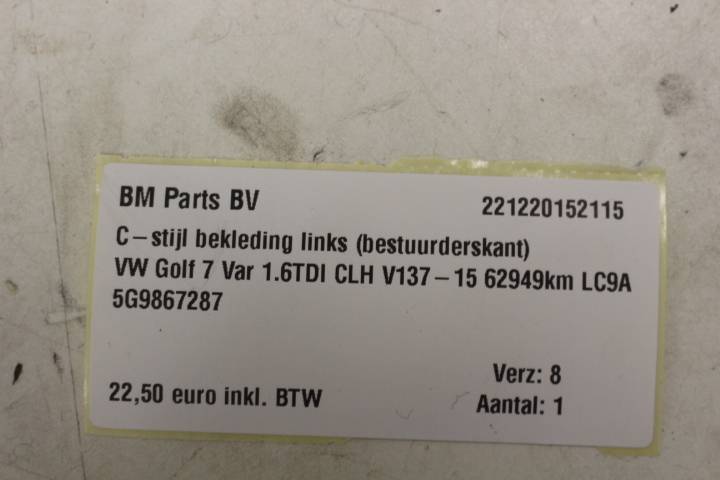 BM Parts BV 221220152115
C-stijl bekleding links (bestuurderskant)
VW Golf 7 Var 1.6TDI CLH V137-15 62949km LC9A
5G9867287
Verz: 8
22,50 euro inkl. BTW
Aantal: 1